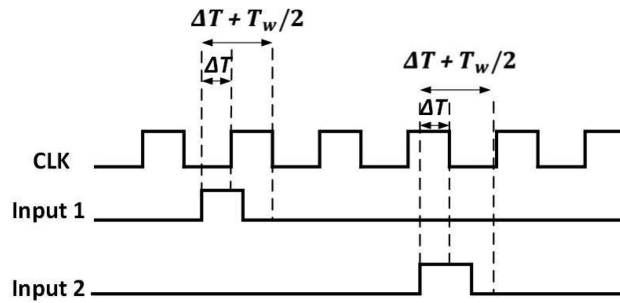 ΔT + T_w/2
ΔT
ΔT + T_w/2
ΔT
CLK
Input 1
Input 2